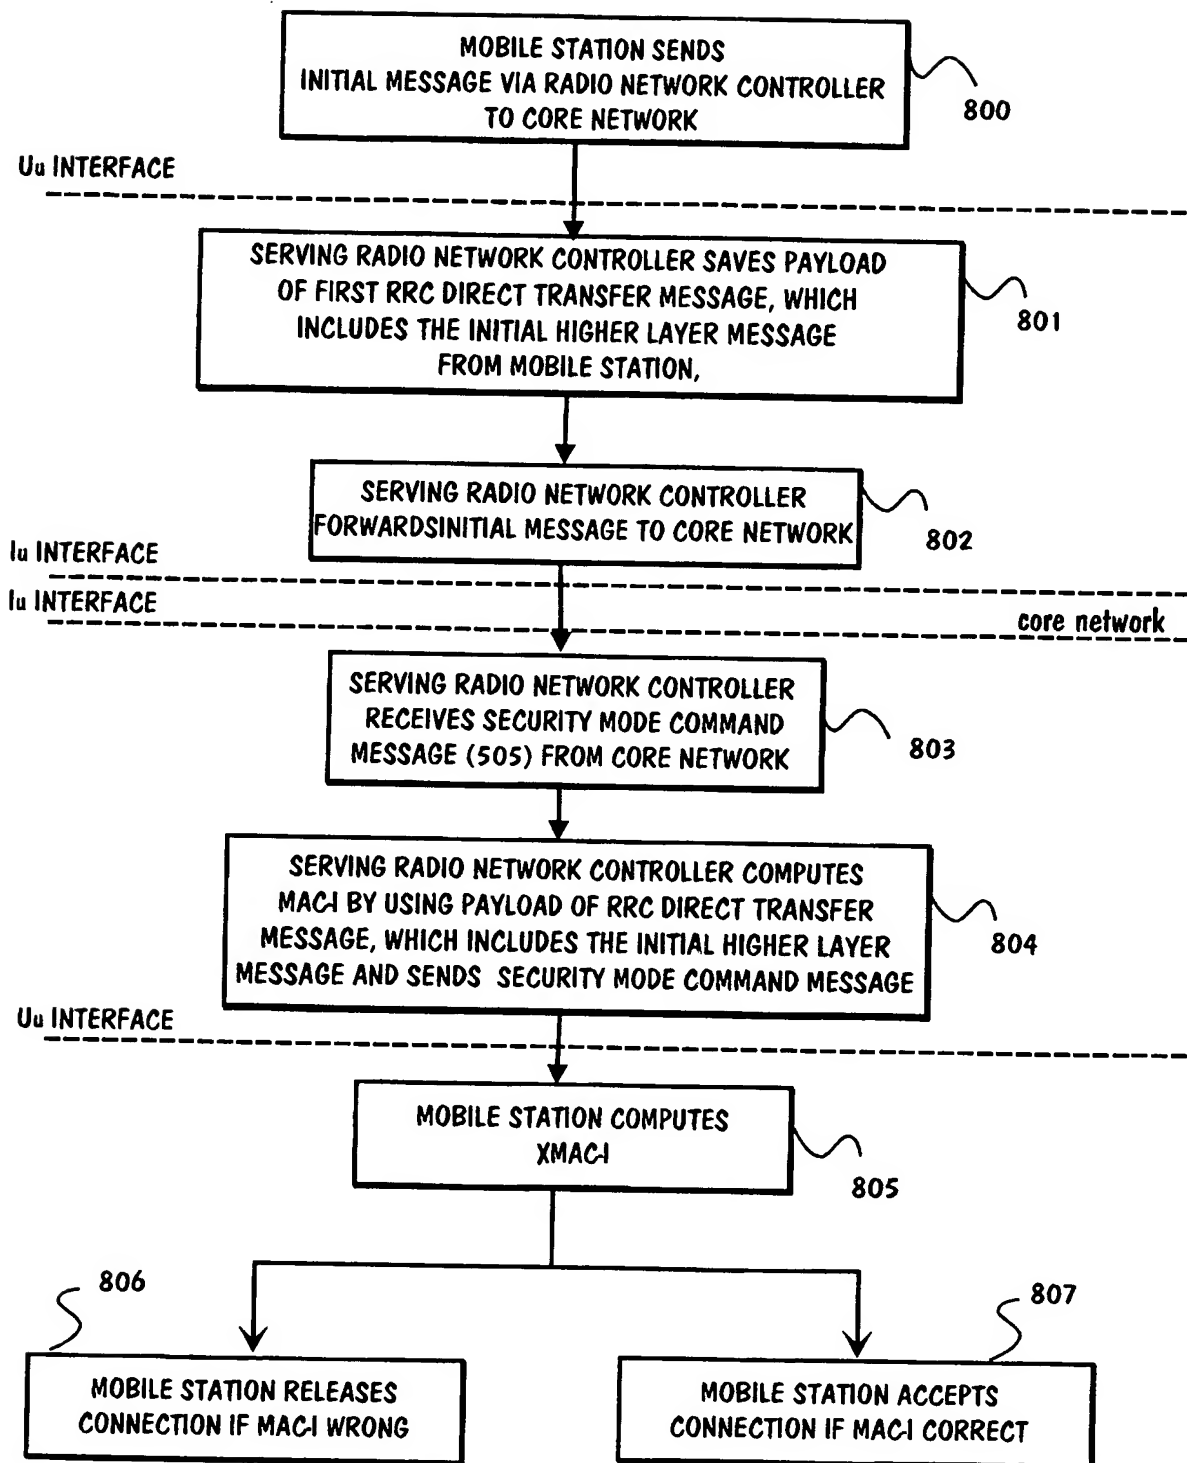 MOBILE STATION SENDS
INITIAL MESSAGE VIA RADIO NETWORK CONTROLLER
TO CORE NETWORK
800
Uu INTERFACE
SERVING RADIO NETWORK CONTROLLER SAVES PAYLOAD
OF FIRST RRC DIRECT TRANSFER MESSAGE, WHICH
INCLUDES THE INITIAL HIGHER LAYER MESSAGE
FROM MOBILE STATION,
801
SERVING RADIO NETWORK CONTROLLER
FORWARDSINITIAL MESSAGE TO CORE NETWORK
802
Iu INTERFACE
Iu INTERFACE
core network
SERVING RADIO NETWORK CONTROLLER
RECEIVES SECURITY MODE COMMAND
MESSAGE (505) FROM CORE NETWORK
803
SERVING RADIO NETWORK CONTROLLER COMPUTES
MAC-I BY USING PAYLOAD OF RRC DIRECT TRANSFER
MESSAGE, WHICH INCLUDES THE INITIAL HIGHER LAYER
MESSAGE AND SENDS SECURITY MODE COMMAND MESSAGE
804
Uu INTERFACE
MOBILE STATION COMPUTES
XMAC-I
805
806
MOBILE STATION RELEASES
CONNECTION IF MAC-I WRONG
807
MOBILE STATION ACCEPTS
CONNECTION IF MAC-I CORRECT